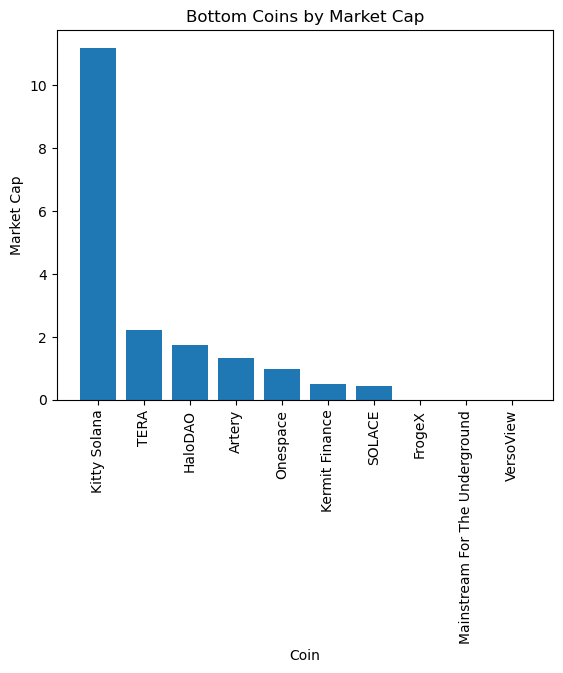 Bottom Coins by Market Cap
Market Cap
10
8
6
4
2
0
Kitty Solana
TERA
HaloDAO
Artery
Onespace
Kermit Finance
SOLACE
FrogeX
Mainstream For The Underground
VersoView
Coin